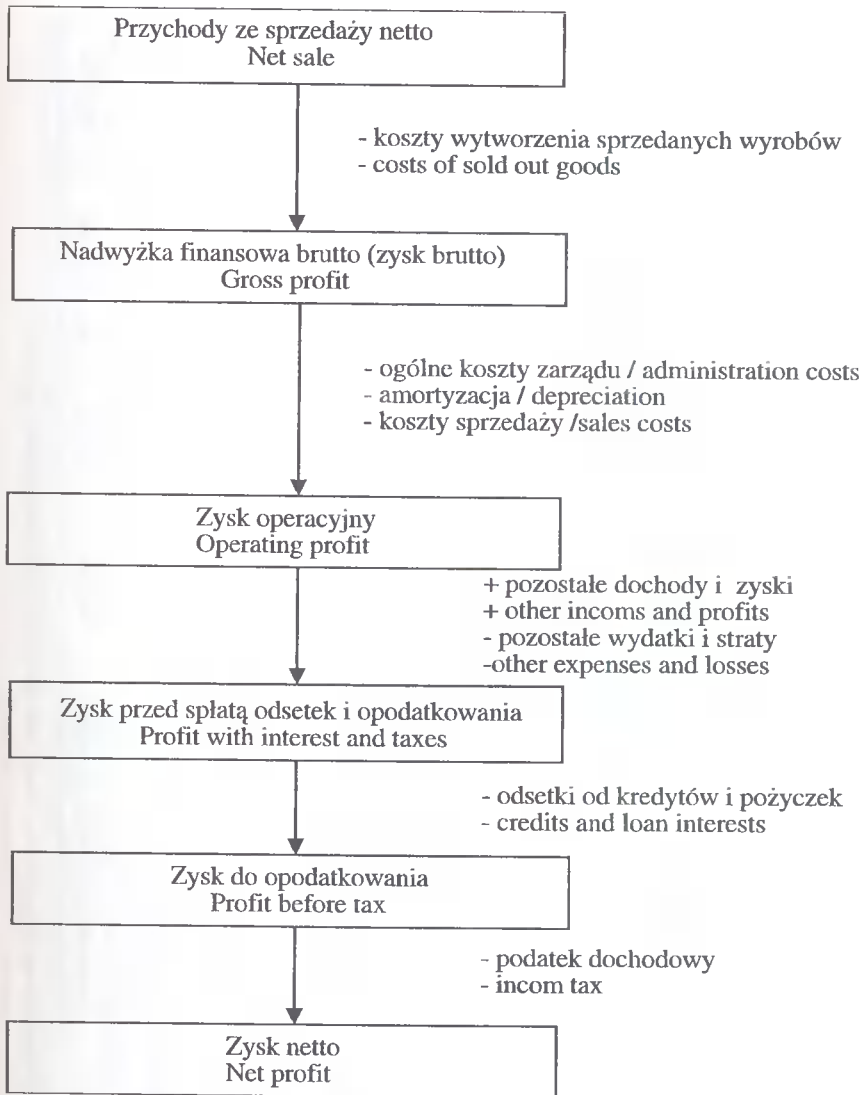 Przychody ze sprzedaży netto
Net sale
- koszty wytworzenia sprzedanych wyrobów
- costs of sold out goods
Nadwyżka finansowa brutto (zysk brutto)
Gross profit
- ogólne koszty zarządu / administration costs
- amortyzacja / depreciation
- koszty sprzedaży /sales costs
Zysk operacyjny
Operating profit
+ pozostałe dochody i zyski
+ other incoms and profits
- pozostałe wydatki i straty
-other expenses and losses
Zysk przed spłatą odsetek i opodatkowania
Profit with interest and taxes
- odsetki od kredytów i pożyczek
- credits and loan interests
Zysk do opodatkowania
Profit before tax
- podatek dochodowy
- incom tax
Zysk netto
Net profit